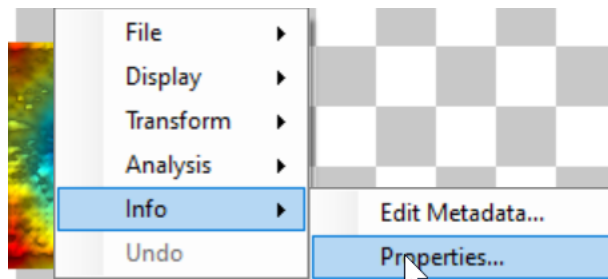 File
Display
Transform
Analysis
Info
Edit Metadata...
Undo
Properties...